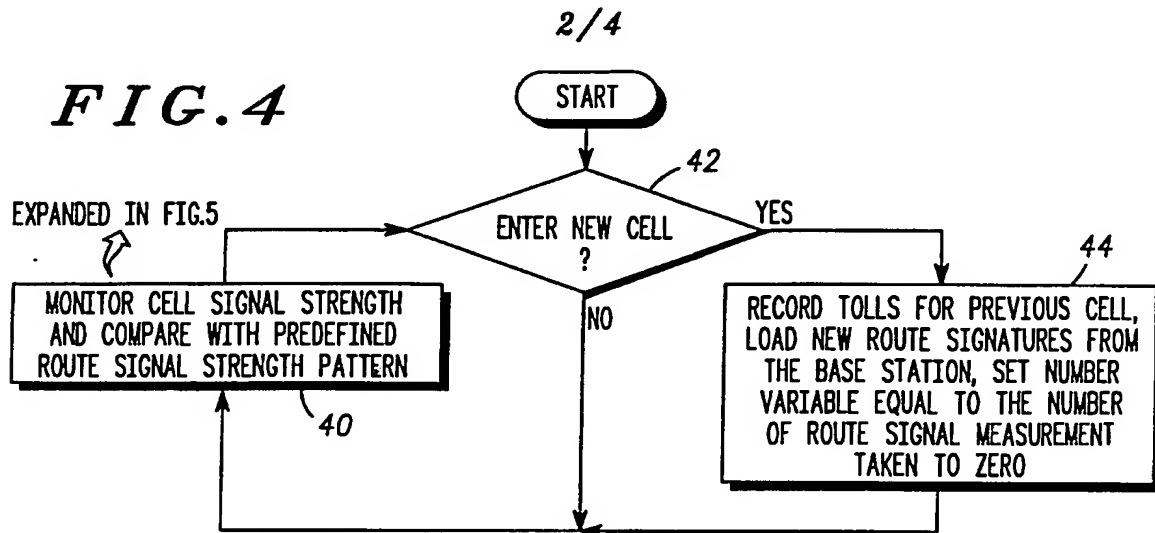 2/4
FIG.4
START
42
ENTER NEW CELL
?
YES
NO
EXPANDED IN FIG.5
MONITOR CELL SIGNAL STRENGTH
AND COMPARE WITH PREDEFINED
ROUTE SIGNAL STRENGTH PATTERN
40
44
RECORD TOLLS FOR PREVIOUS CELL,
LOAD NEW ROUTE SIGNATURES FROM
THE BASE STATION, SET NUMBER
VARIABLE EQUAL TO THE NUMBER
OF ROUTE SIGNAL MEASUREMENT
TAKEN TO ZERO